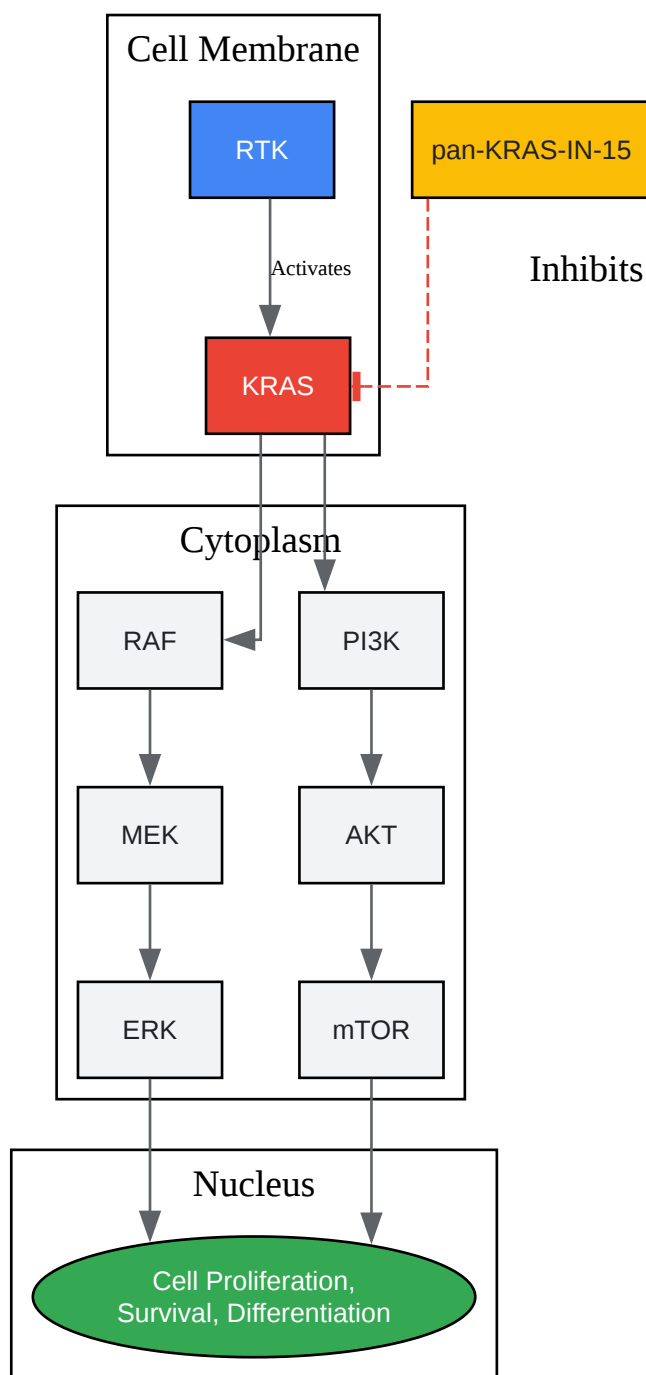 Cell Membrane
RTK
pan-KRAS-IN-15
Activates
Inhibits
KRAS
Cytoplasm
RAF
PI3K
MEK
AKT
ERK
mTOR
Nucleus
Cell Proliferation,
Survival, Differentiation